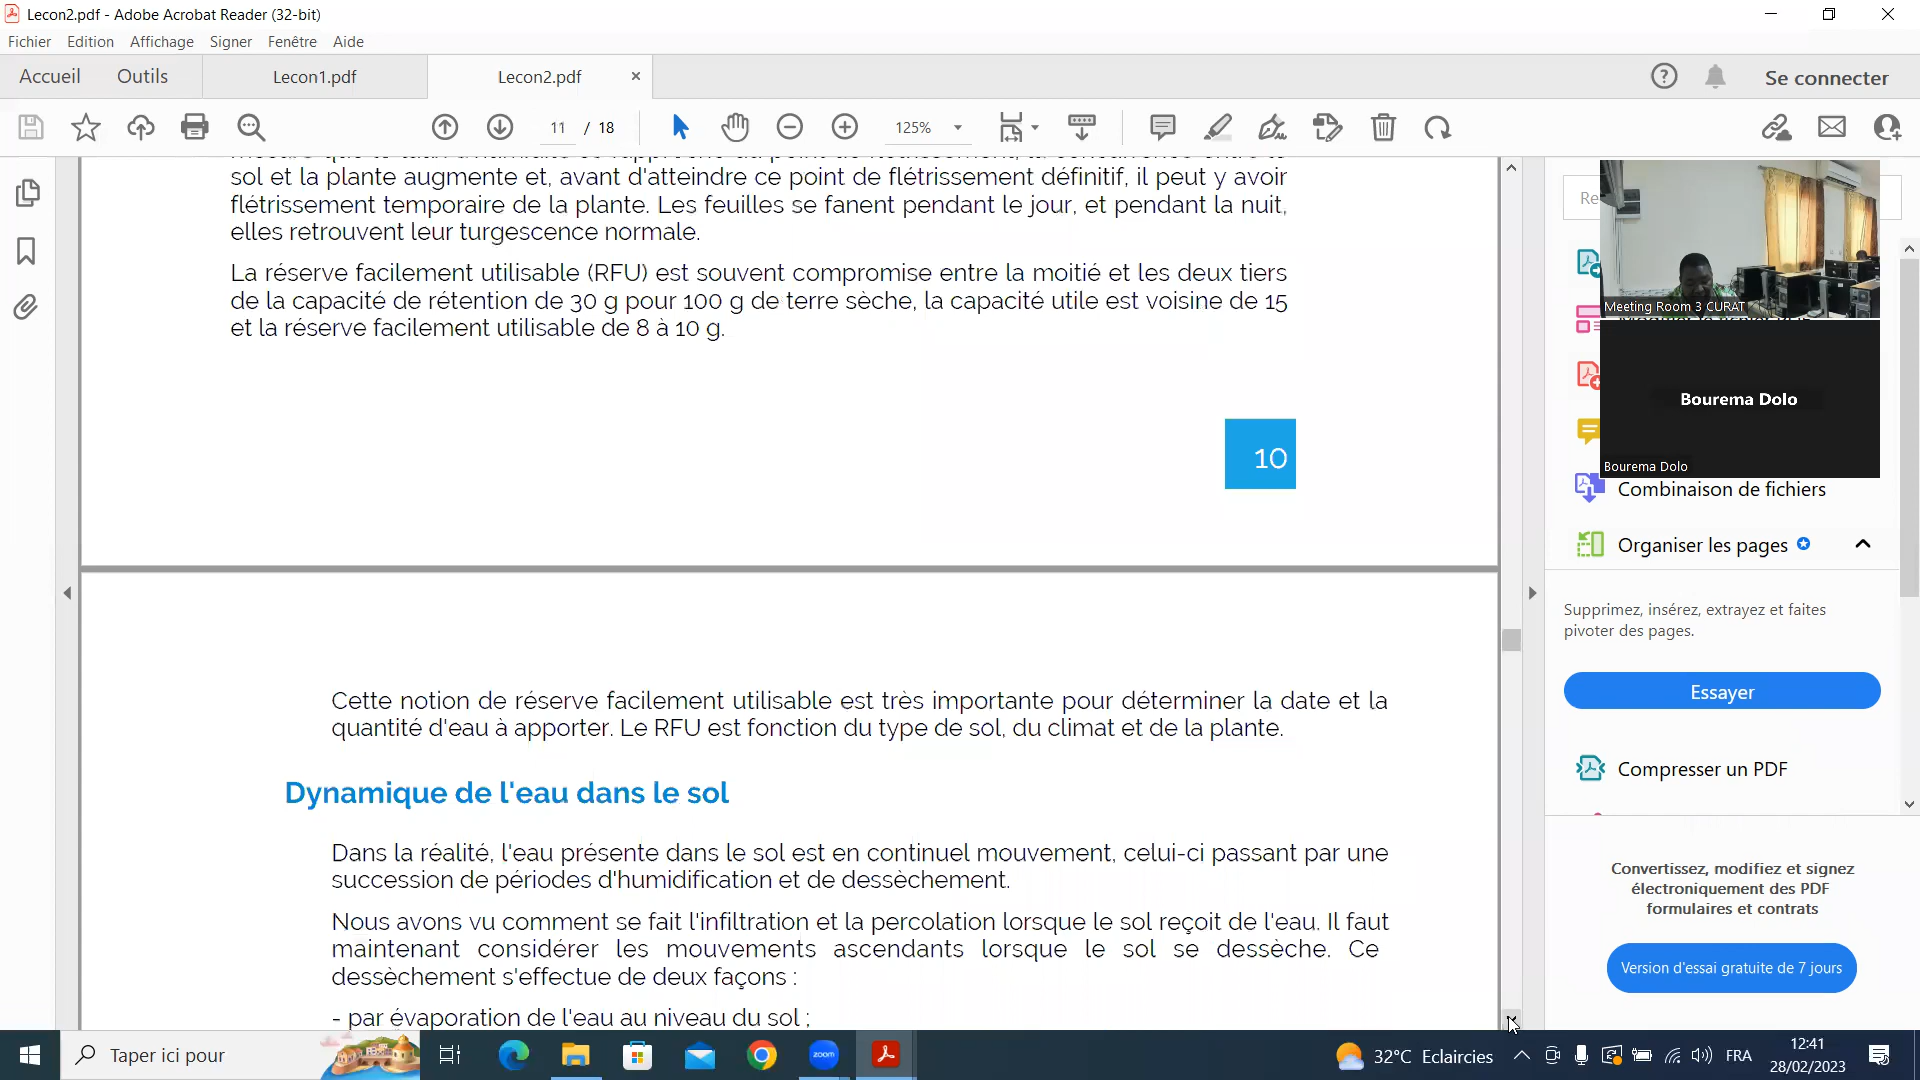 Lecon2.pdf - Adobe Acrobat Reader (32-bit)
Fichier Edition Affichage Signer Fenêtre Aide
Accueil Outils Lecon1.pdf Lecon2.pdf × Se connecter
11 / 18 125%
sol et la plante augmente et, avant d'atteindre ce point de flétrissement définitif, il peut y avoir
flétrissement temporaire de la plante. Les feuilles se fanent pendant le jour, et pendant la nuit,
elles retrouvent leur turgescence normale.
La réserve facilement utilisable (RFU) est souvent compromise entre la moitié et les deux tiers
de la capacité de rétention de 30 g pour 100 g de terre sèche, la capacité utile est voisine de 15
et la réserve facilement utilisable de 8 à 10 g.
10
Cette notion de réserve facilement utilisable est très importante pour déterminer la date et la
quantité d'eau à apporter. Le RFU est fonction du type de sol, du climat et de la plante.
Dynamique de l'eau dans le sol
Dans la réalité, l'eau présente dans le sol est en continuel mouvement, celui-ci passant par une
succession de périodes d'humidification et de dessèchement.
Nous avons vu comment se fait l'infiltration et la percolation lorsque le sol reçoit de l'eau. Il faut
maintenant considérer les mouvements ascendants lorsque le sol se dessèche. Ce
dessèchement s'effectue de deux façons :
- par évaporation de l'eau au niveau du sol ;
Re
Meeting Room 3 CURAT
Bourema Dolo
Bourema Dolo
Combinaison de fichiers
Organiser les pages
Supprimez, insérez, extrayez et faites
pivoter des pages.
Essayer
Compresser un PDF
Convertissez, modifiez et signez
électroniquement des PDF
formulaires et contrats
Version d'essai gratuite de 7 jours
Taper ici pour
zoom
32°C Eclaircies
FRA
12:41
28/02/2023